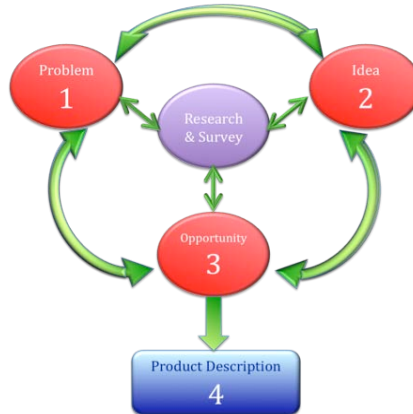 Problem
1
Idea
2
Research
& Survey
Opportunity
3
Product Description
4